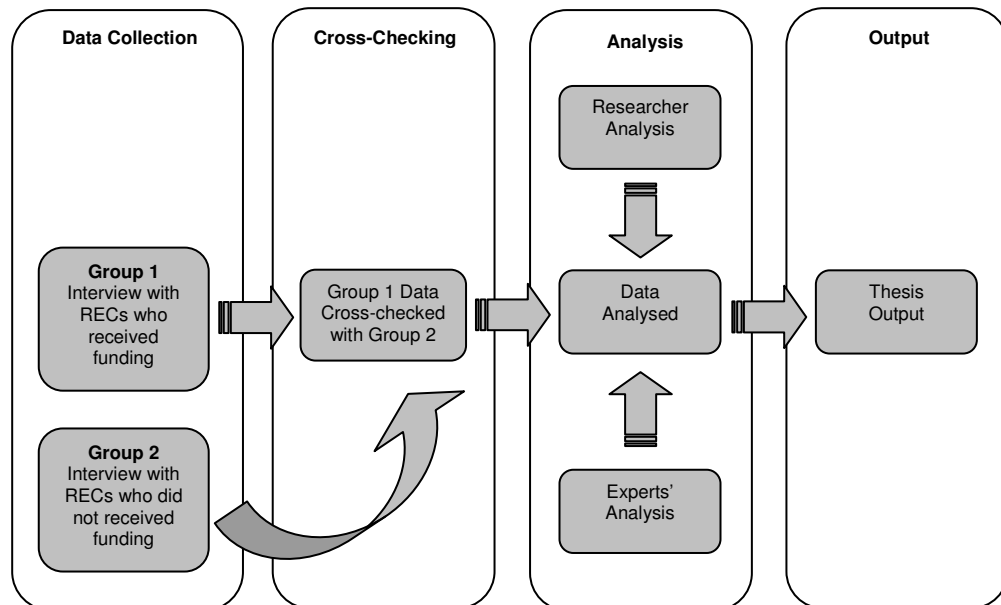 Data Collection
Group 1
Interview with
RECs who
received
funding
Group 2
Interview with
RECs who did
not received
funding
Cross-Checking
Group 1 Data
Cross-checked
with Group 2
Analysis
Researcher
Analysis
Data
Analysed
Experts'
Analysis
Output
Thesis
Output